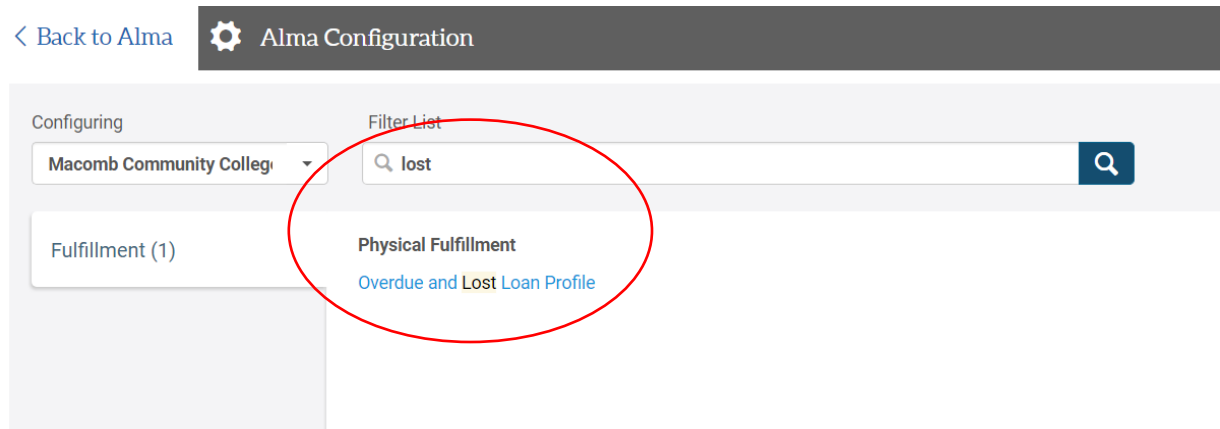 Back to Alma
Alma Configuration
Configuring
Filter List
Macomb Community Colleg
lost
Fulfillment (1)
Physical Fulfillment
Overdue and Lost Loan Profile